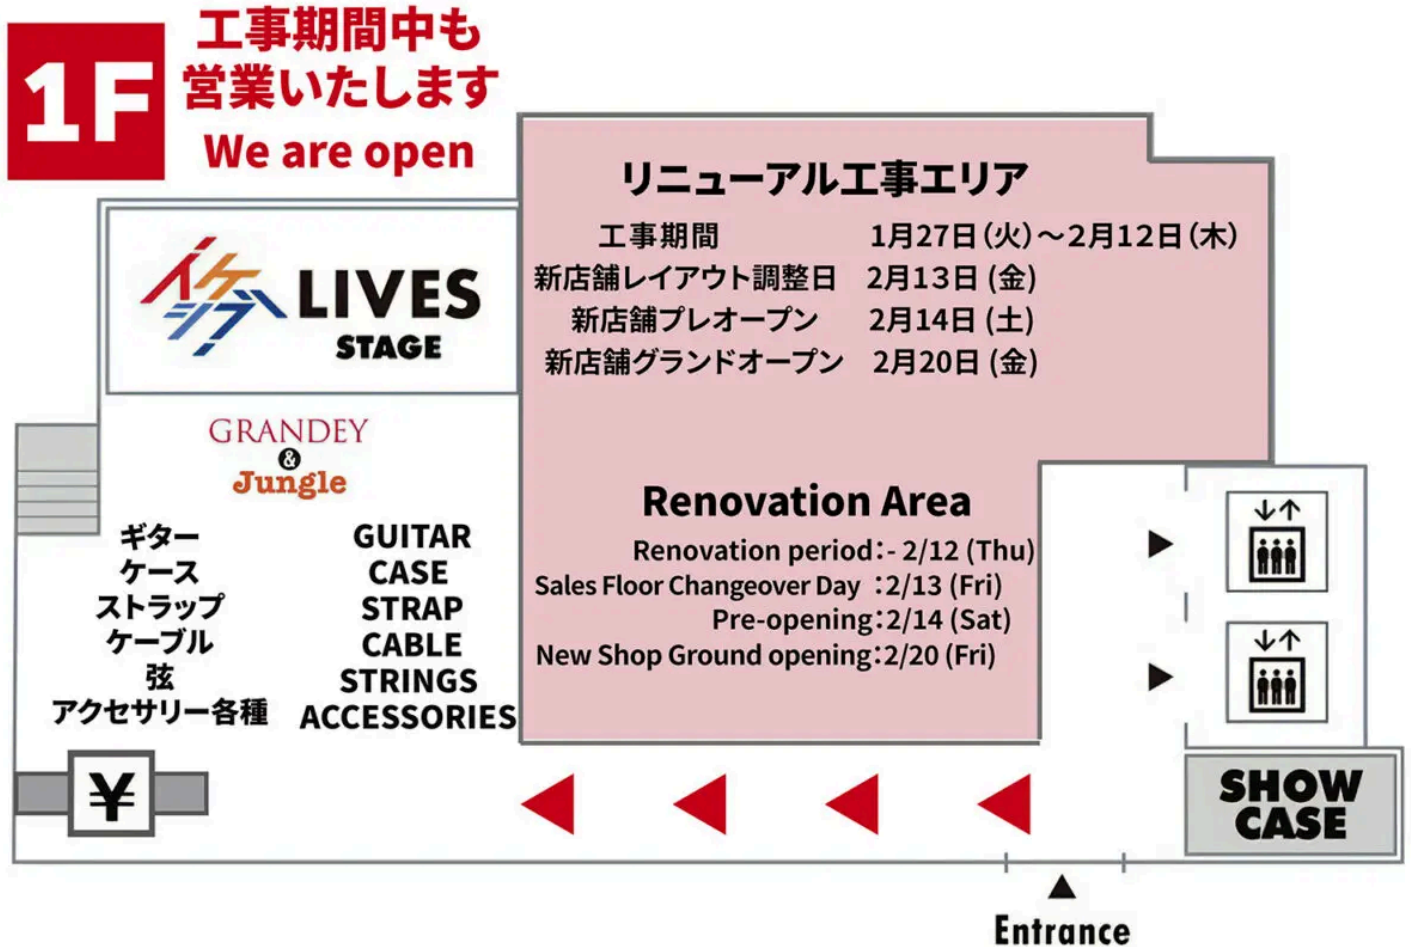 1F
工事期間中も
営業いたします
We are open
イケシブ LIVES
STAGE
GRANDEY
&
Jungle
ギター GUITAR
ケース CASE
ストラップ STRAP
ケーブル CABLE
弦 STRINGS
アクセサリー各種 ACCESSORIES
¥
リニューアル工事エリア
工事期間 1月27日(火)～2月12日(木)
新店舗レイアウト調整日 2月13日(金)
新店舗プレオープン 2月14日(土)
新店舗グランドオープン 2月20日(金)
Renovation Area
Renovation period:- 2/12 (Thu)
Sales Floor Changeover Day :2/13 (Fri)
Pre-opening:2/14 (Sat)
New Shop Ground opening:2/20 (Fri)
SHOW
CASE
Entrance